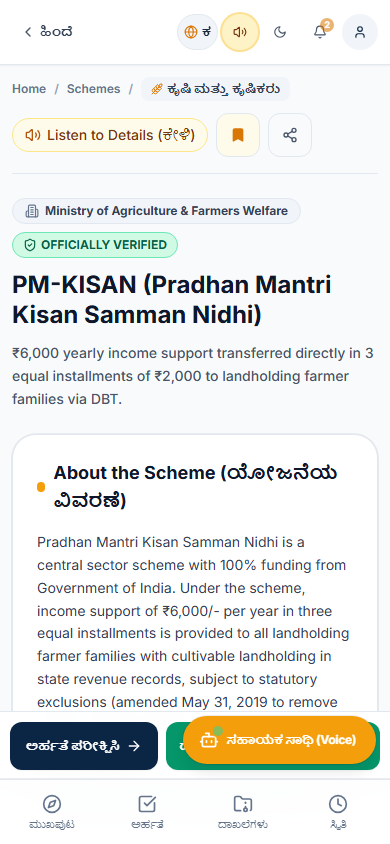 ಹಿಂದೆ
ಕ
2
Home / Schemes / ಕೃಷಿ ಮತ್ತು ಕೃಷಿಕರು
Listen to Details (ಕೇಳಿ)
Ministry of Agriculture & Farmers Welfare
OFFICIALLY VERIFIED
PM-KISAN (Pradhan Mantri
Kisan Samman Nidhi)
₹6,000 yearly income support transferred directly in 3
equal installments of ₹2,000 to landholding farmer
families via DBT.
About the Scheme (ಯೋಜನೆಯ
ವಿವರಣೆ)
Pradhan Mantri Kisan Samman Nidhi is a
central sector scheme with 100% funding from
Government of India. Under the scheme,
income support of ₹6,000/- per year in three
equal installments is provided to all landholding
farmer families with cultivable landholding in
state revenue records, subject to statutory
exclusions (amended May 31, 2019 to remove
ಅರ್ಹತೆ ಪರೀಕ್ಷಿಸಿ
ಸಹಾಯಕ ಸಾಥಿ (Voice)
ಮುಖಪುಟ
ಅರ್ಹತೆ
ದಾಖಲೆಗಳು
ಸ್ಥಿತಿ